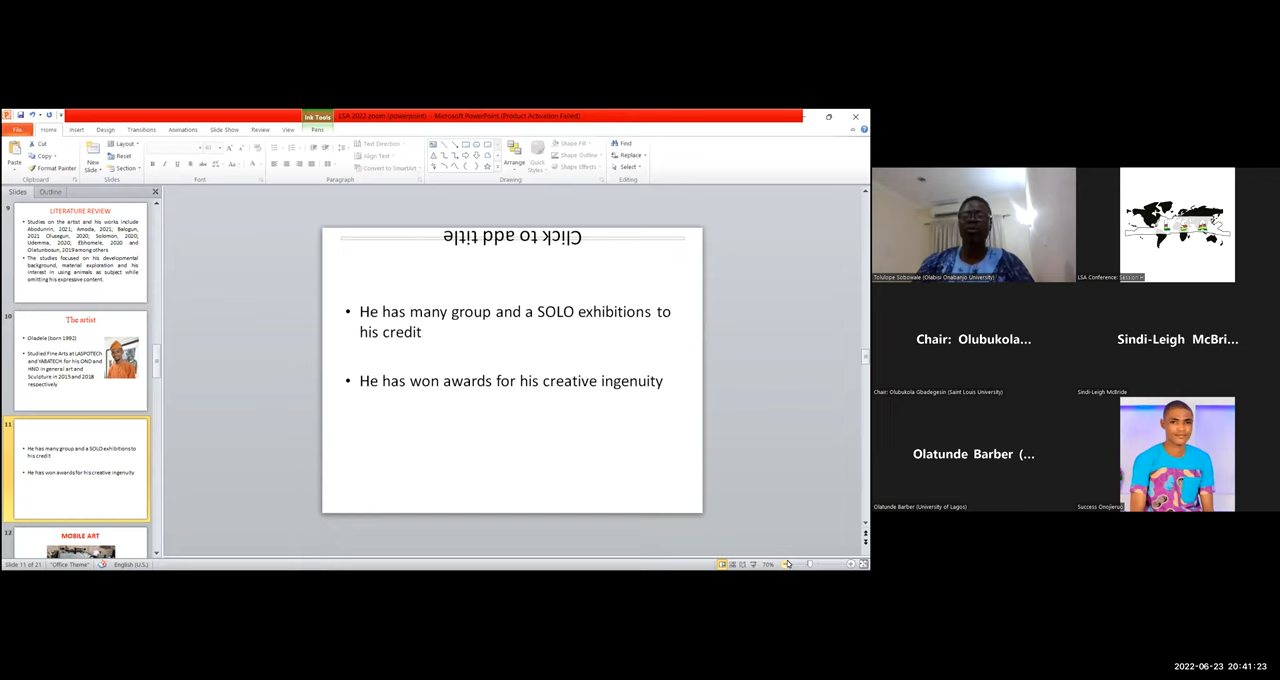 Ink Tools
LSA 2022 zoom (powerpoint) - Microsoft PowerPoint (Product Activation Failed)
File
Home
Insert
Design
Transitions
Animations
Slide Show
Review
View
Pens
Paste
Cut
Copy
Format Painter
Clipboard
New
Slide
Layout
Reset
Section
Slides
Font
Text Direction
Align Text
Convert to SmartArt
Paragraph
Arrange
Quick
Styles
Shape Fill
Shape Outline
Shape Effects
Drawing
Find
Replace
Select
Editing
Slides
Outline
9
LITERATURE REVIEW
• Studies on the artist and his works include
Abodunrin, 2021; Amoda, 2021; Balogun,
2021 Olusegun, 2020; Solomon, 2020;
Udemma, 2020; Ebhomele, 2020 and
Olatunbosun, 2019 among others
• The studies focused on his developmental
background, material exploration and his
interest in using animals as subject while
omitting his expressive content.
10
The artist
• Oladele (born 1992)
• Studied Fine Arts at LASPOTECH
and YABATECH for his OND and
HND in general art and
Sculpture in 2015 and 2018
respectively
11
• He has many group and a SOLO exhibitions to
his credit
• He has won awards for his creative ingenuity
12
MOBILE ART
Click to add title
• He has many group and a SOLO exhibitions to
his credit
• He has won awards for his creative ingenuity
Slide 11 of 21
"Office Theme"
English (U.S.)
70%
Tolulope Sobowale (Olabisi Onabanjo University)
LSA Conference: Session H
Chair: Olubukola...
Chair: Olubukola Gbadegesin (Saint Louis University)
Sindi-Leigh McBri...
Sindi-Leigh McBride
Olatunde Barber (...
Olatunde Barber (University of Lagos)
Success Onojieruo
2022-06-23 20:41:23